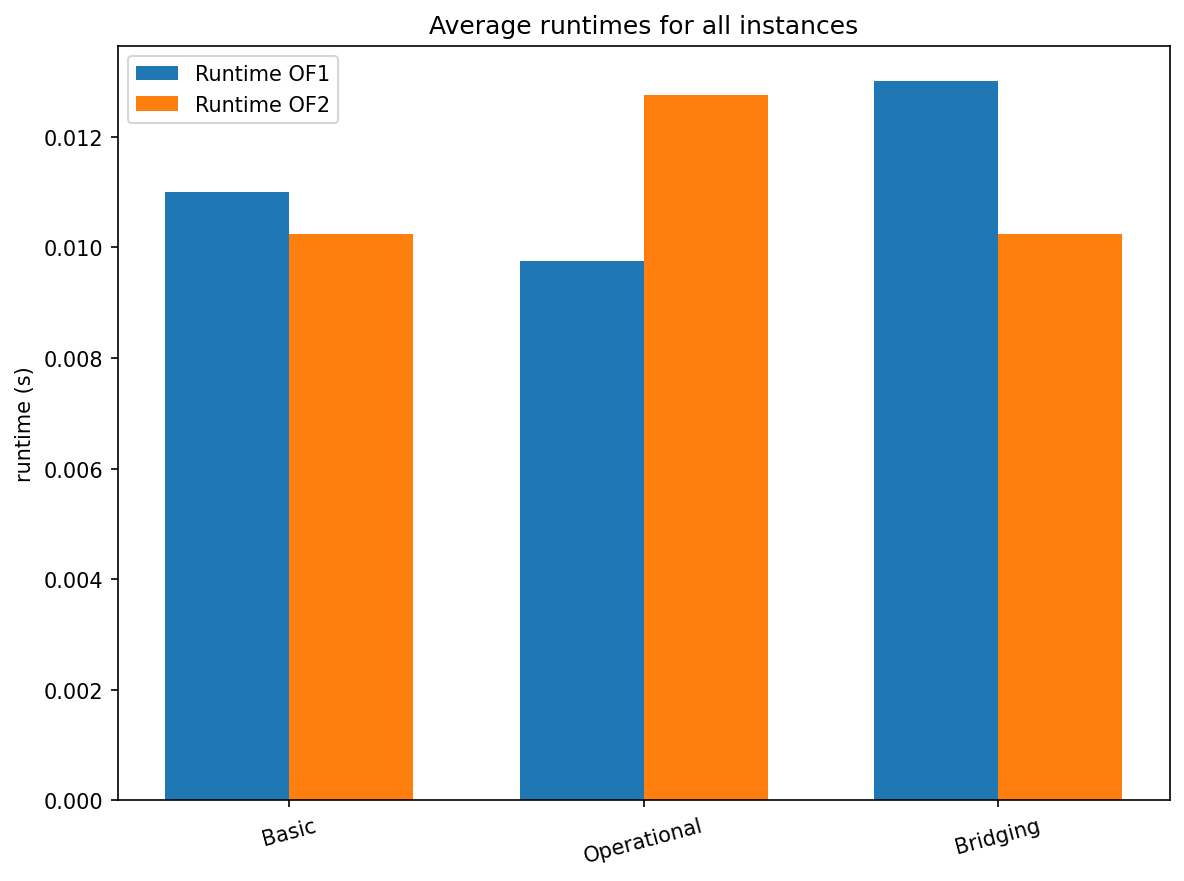 Average runtimes for all instances
Runtime OF1
Runtime OF2
0.012
0.010
0.008
0.006
0.004
0.002
0.000
runtime (s)
Basic
Operational
Bridging